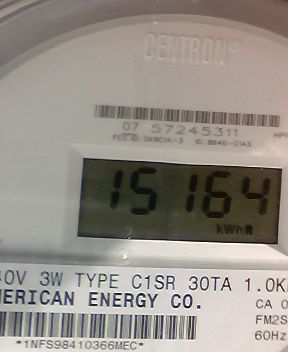 CENTRON®
07 57245311
15164
kWh
40V 3W TYPE C1SR 30TA 1.0K
MERICAN ENERGY CO.
CA 0
FM2S
60Hz
*1NFS98410366MEC*